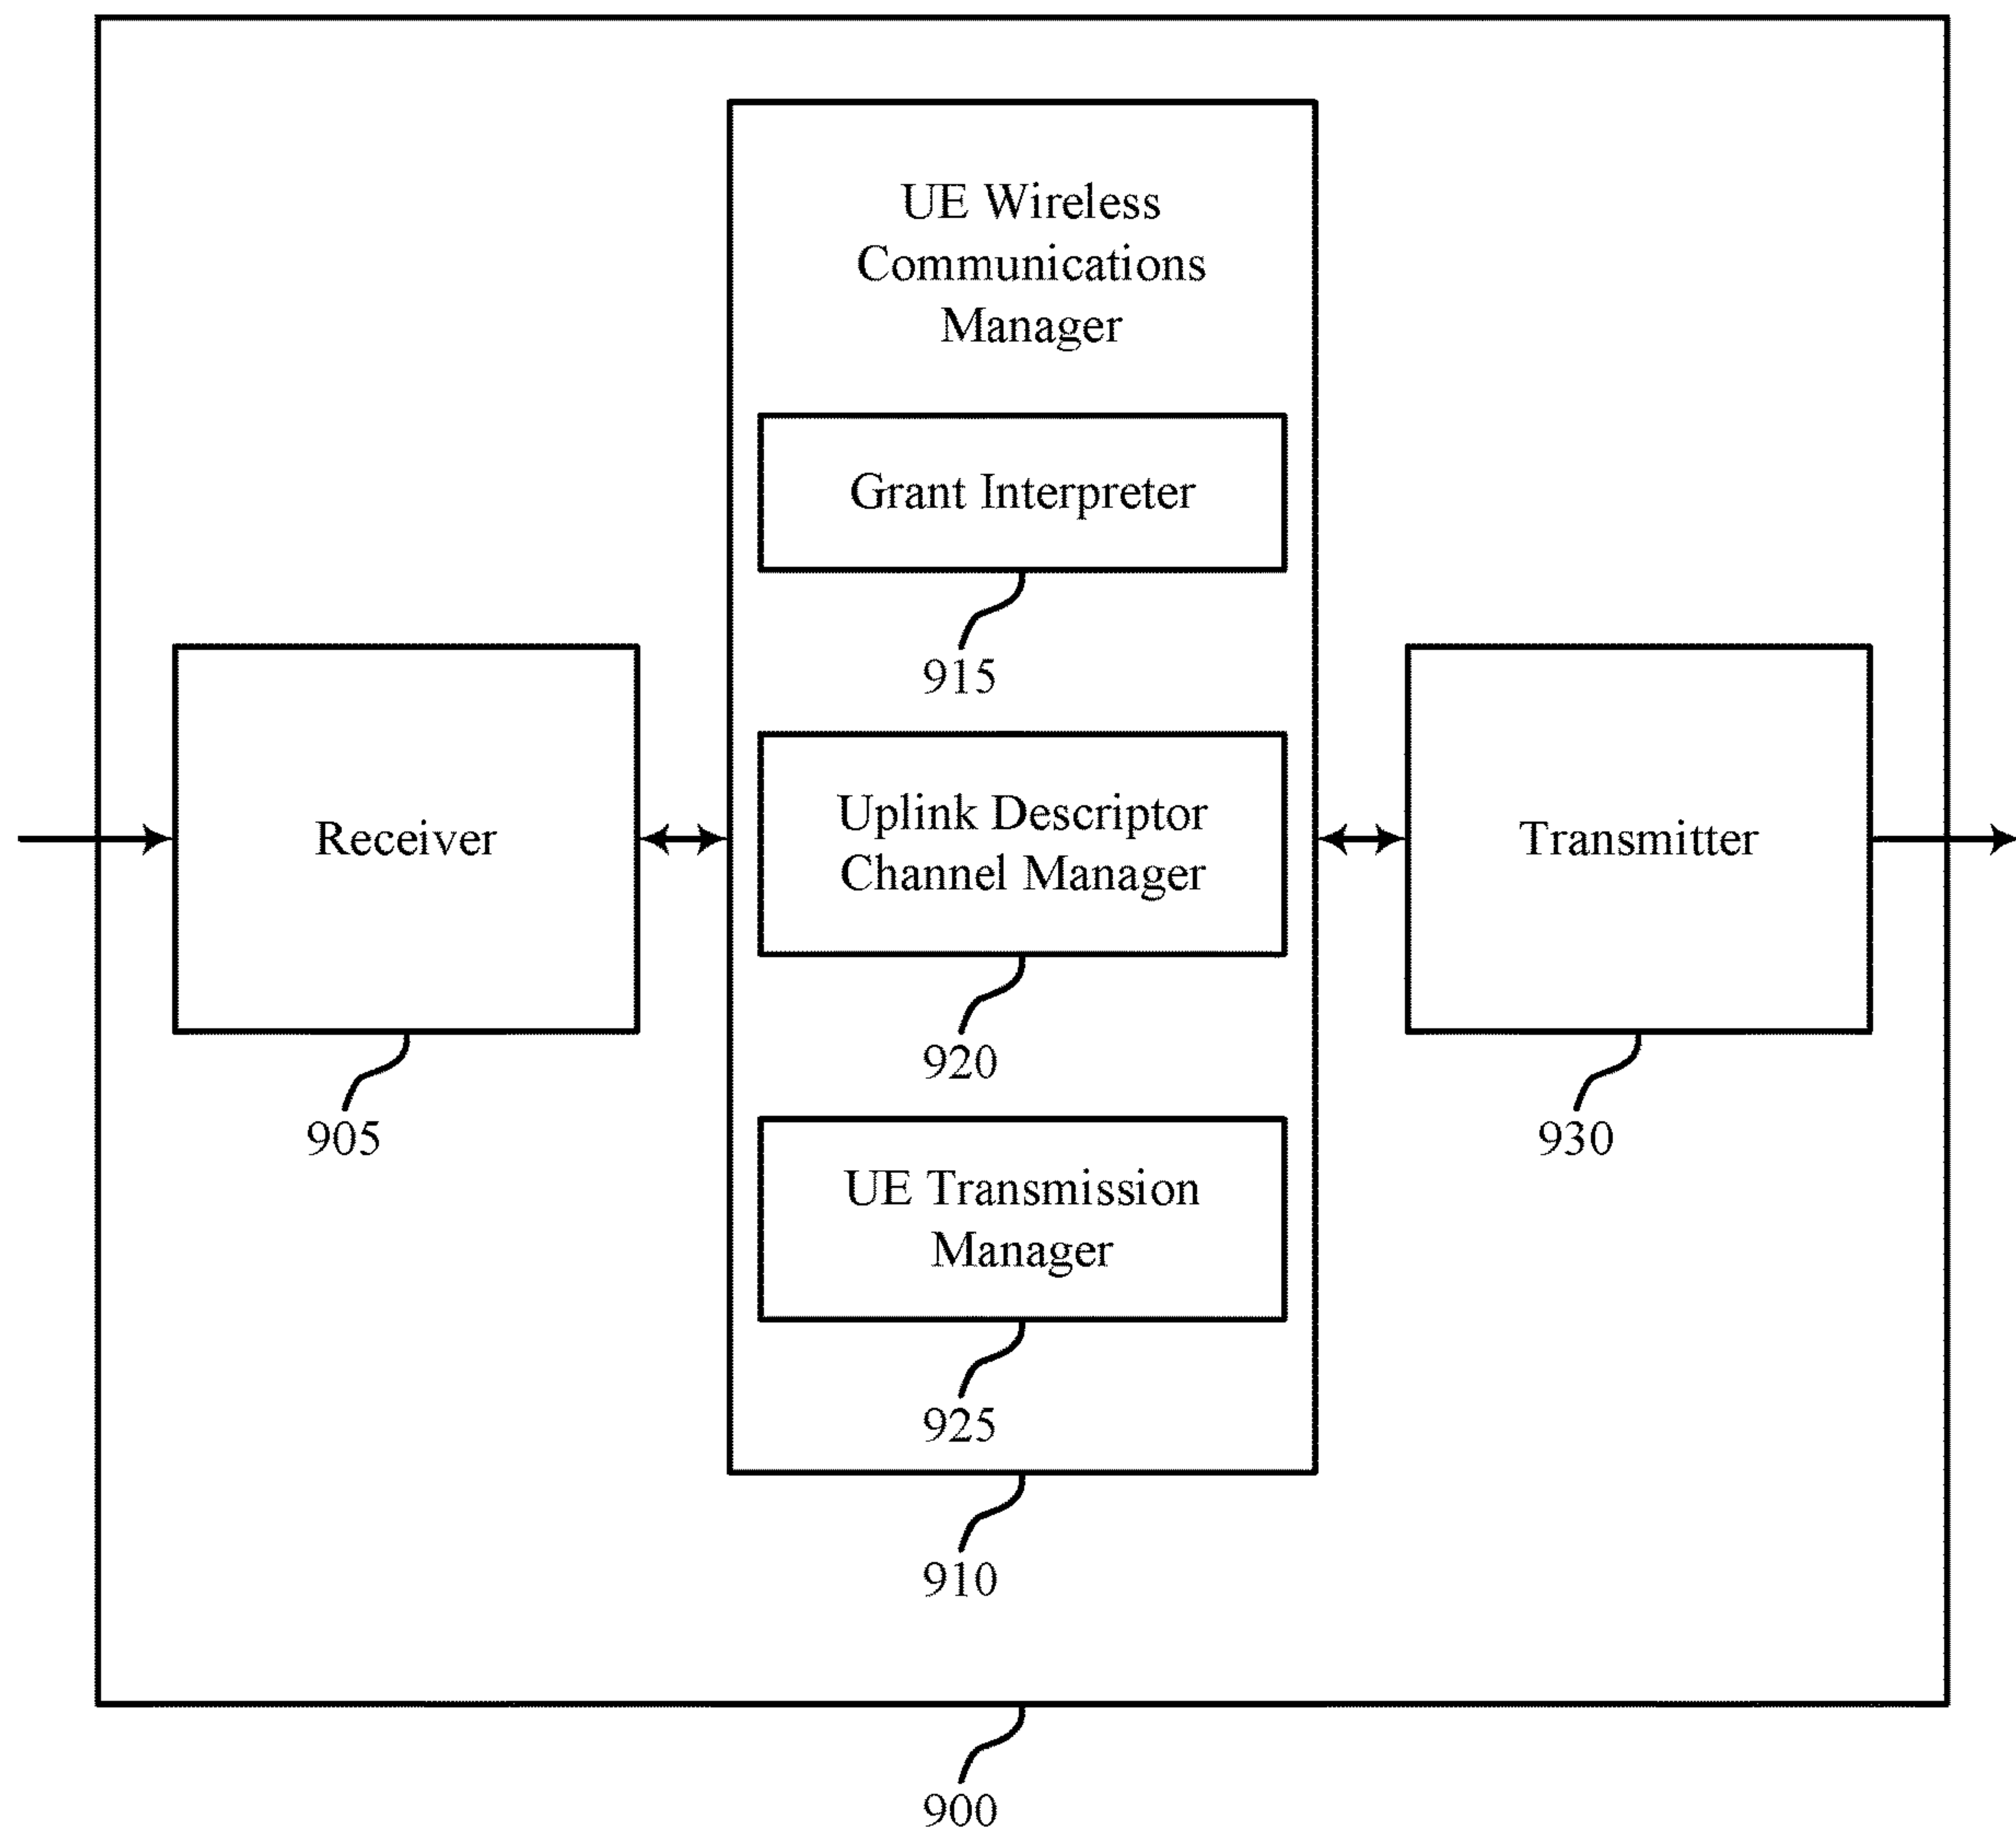 UE Wireless
Communications
Manager
Grant Interpreter
915
Receiver
905
Uplink Descriptor
Channel Manager
920
Transmitter
930
UE Transmission
Manager
925
910
900